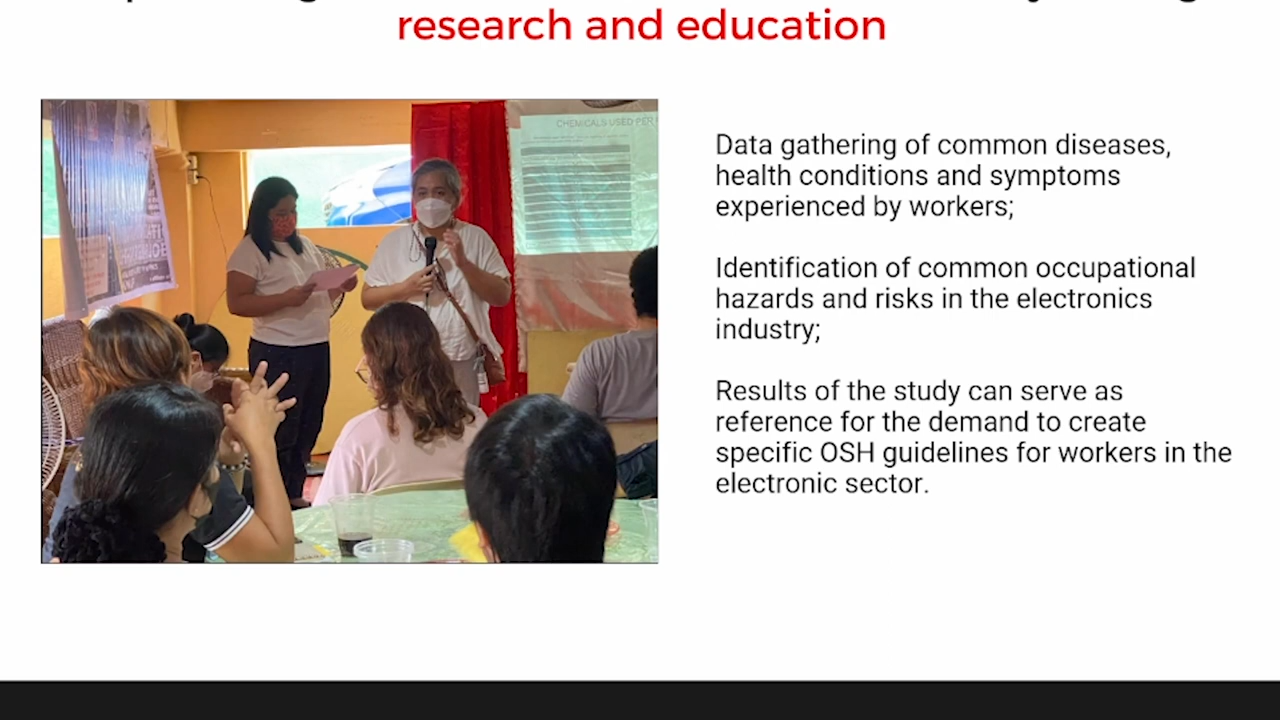 research and education
CHEMICALS USED PER
Data gathering of common diseases,
health conditions and symptoms
experienced by workers;
Identification of common occupational
hazards and risks in the electronics
industry;
Results of the study can serve as
reference for the demand to create
specific OSH guidelines for workers in the
electronic sector.